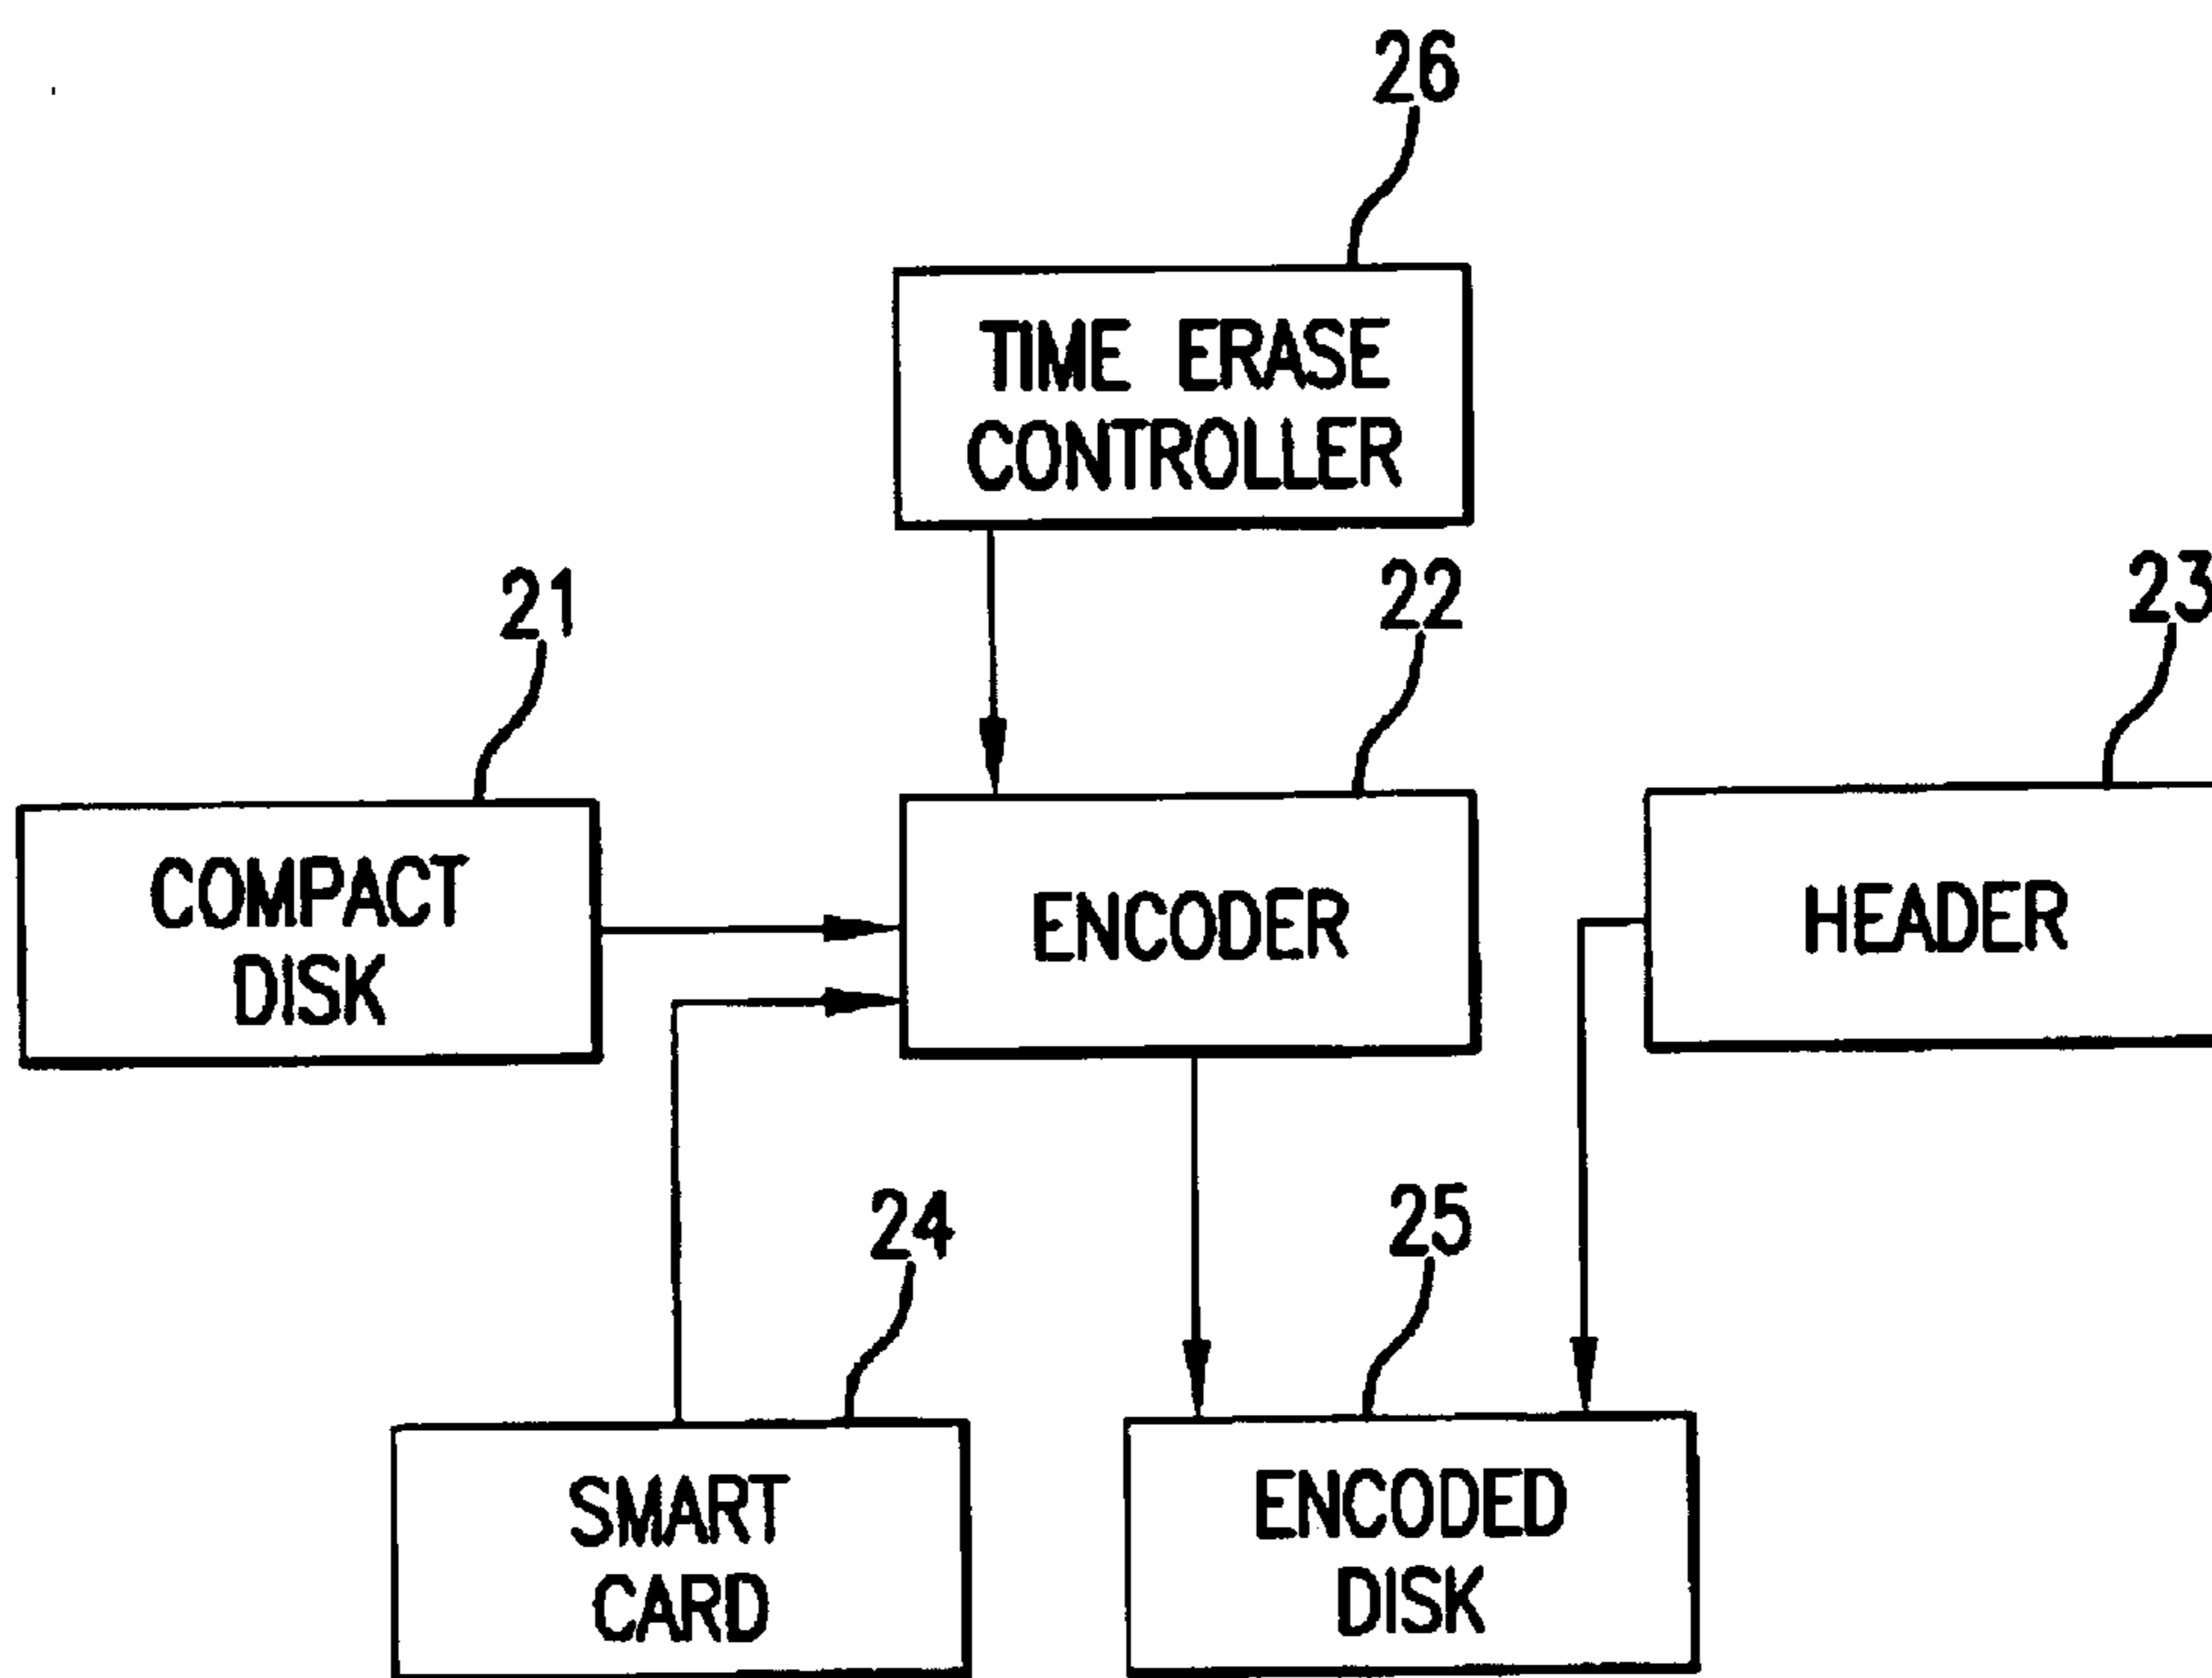 26
TIME ERASE
CONTROLLER
21
22
23
COMPACT
DISK
ENCODER
HEADER
24
25
SMART
CARD
ENCODED
DISK